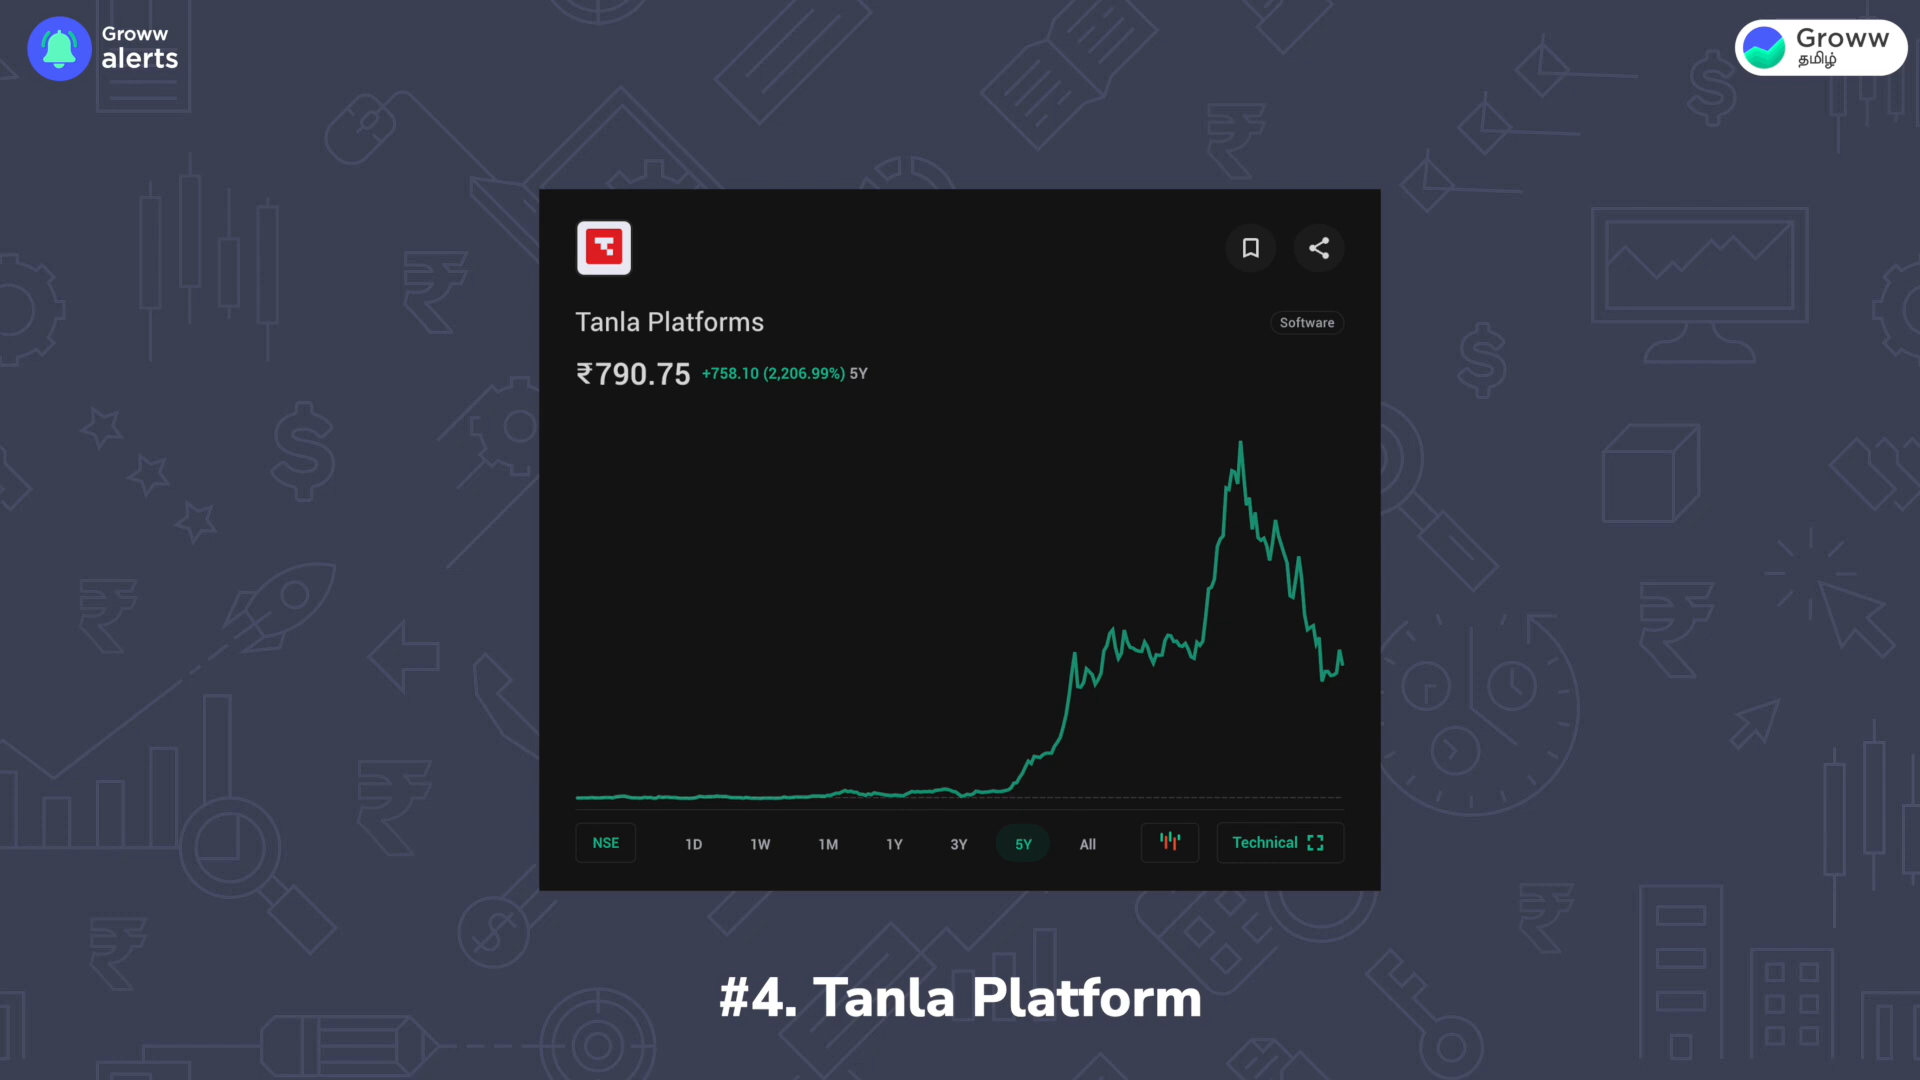 Groww
alerts
Groww
தமிழ்
Tanla Platforms
Software
₹790.75 +758.10 (2,206.99%) 5Y
NSE 1D 1W 1M 1Y 3Y 5Y All Technical
#4. Tanla Platform